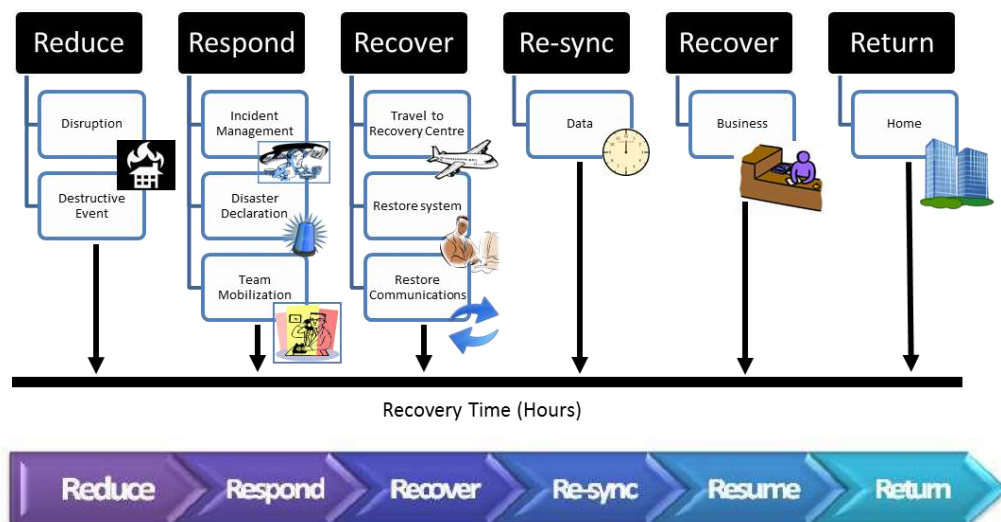 Reduce
Respond
Recover
Re-sync
Recover
Return
Disruption
Destructive
Event
Incident
Management
Disaster
Declaration
Team
Mobilization
Travel to
Recovery Centre
Restore system
Restore
Communications
Data
Business
Home
Recovery Time (Hours)
Reduce
Respond
Recover
Re-sync
Resume
Return